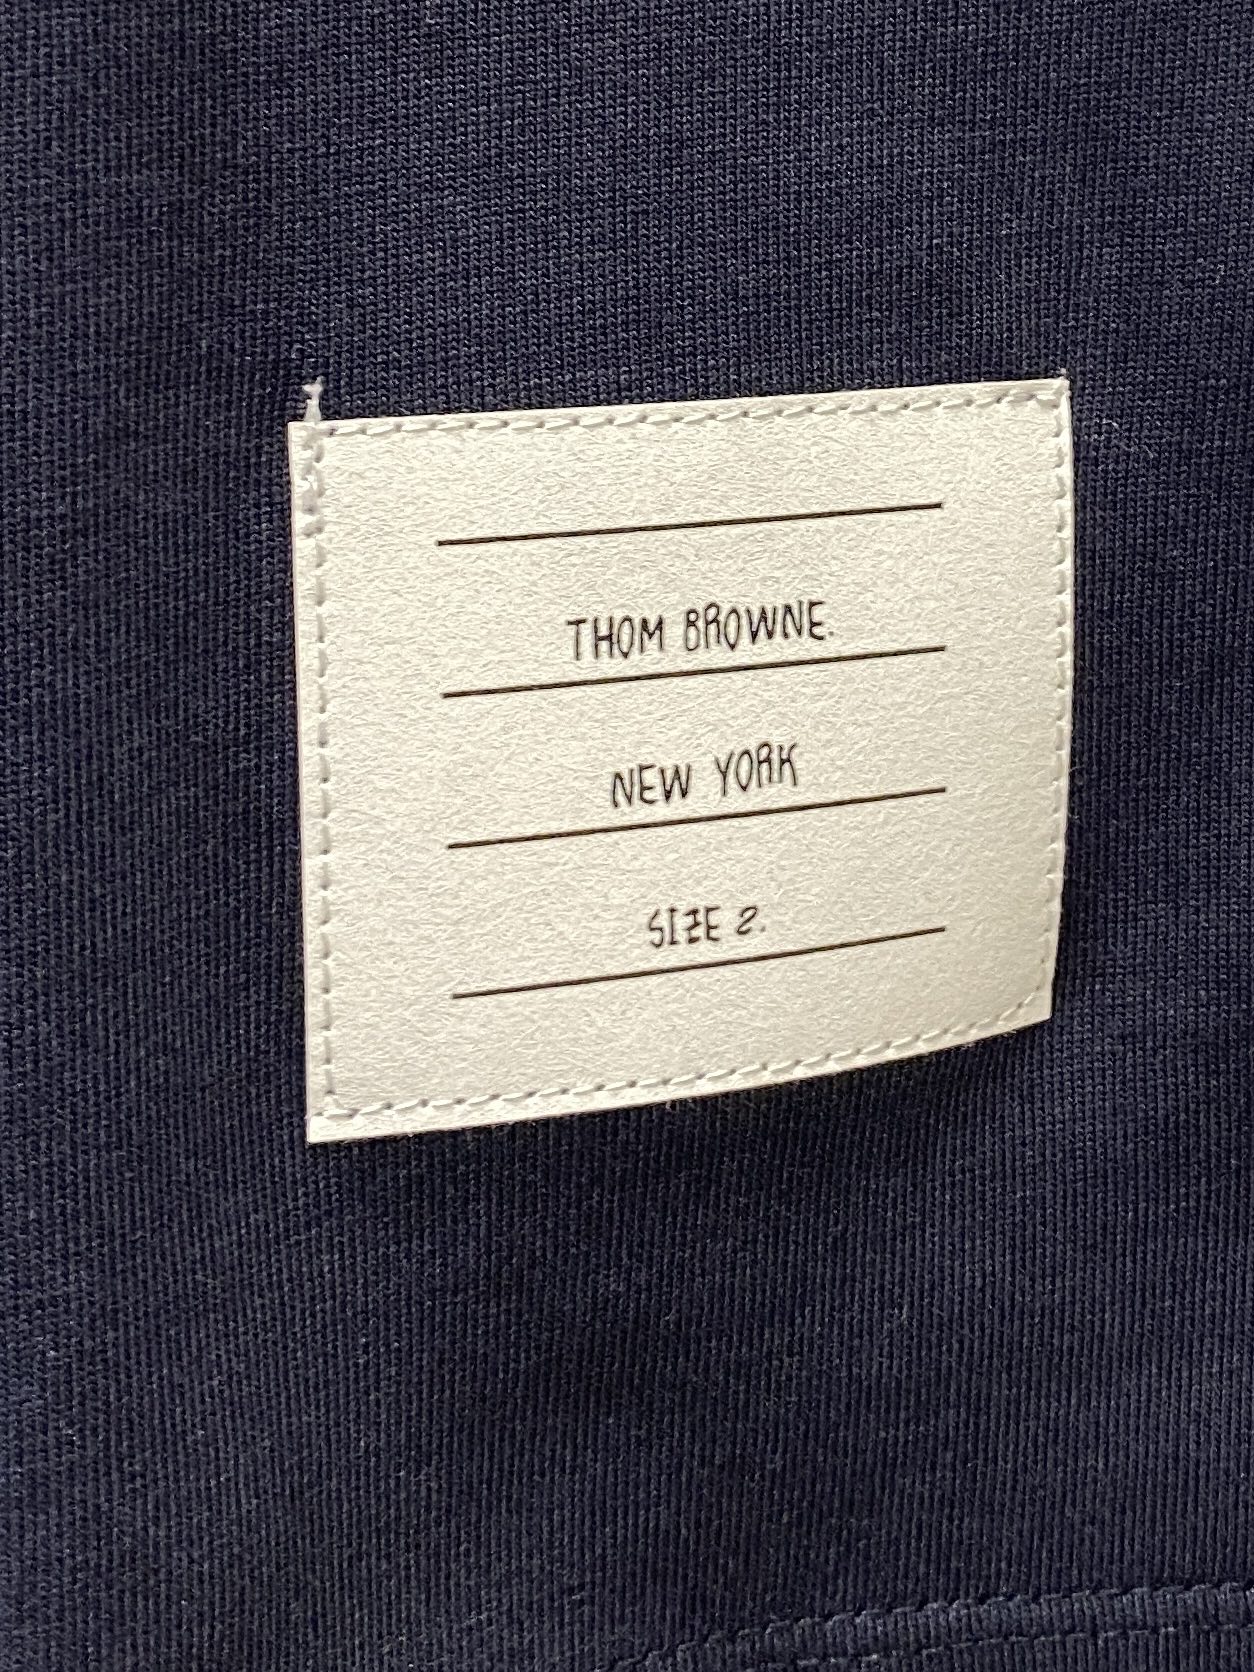 THOM BROWNE.
NEW YORK
SIZE 2.